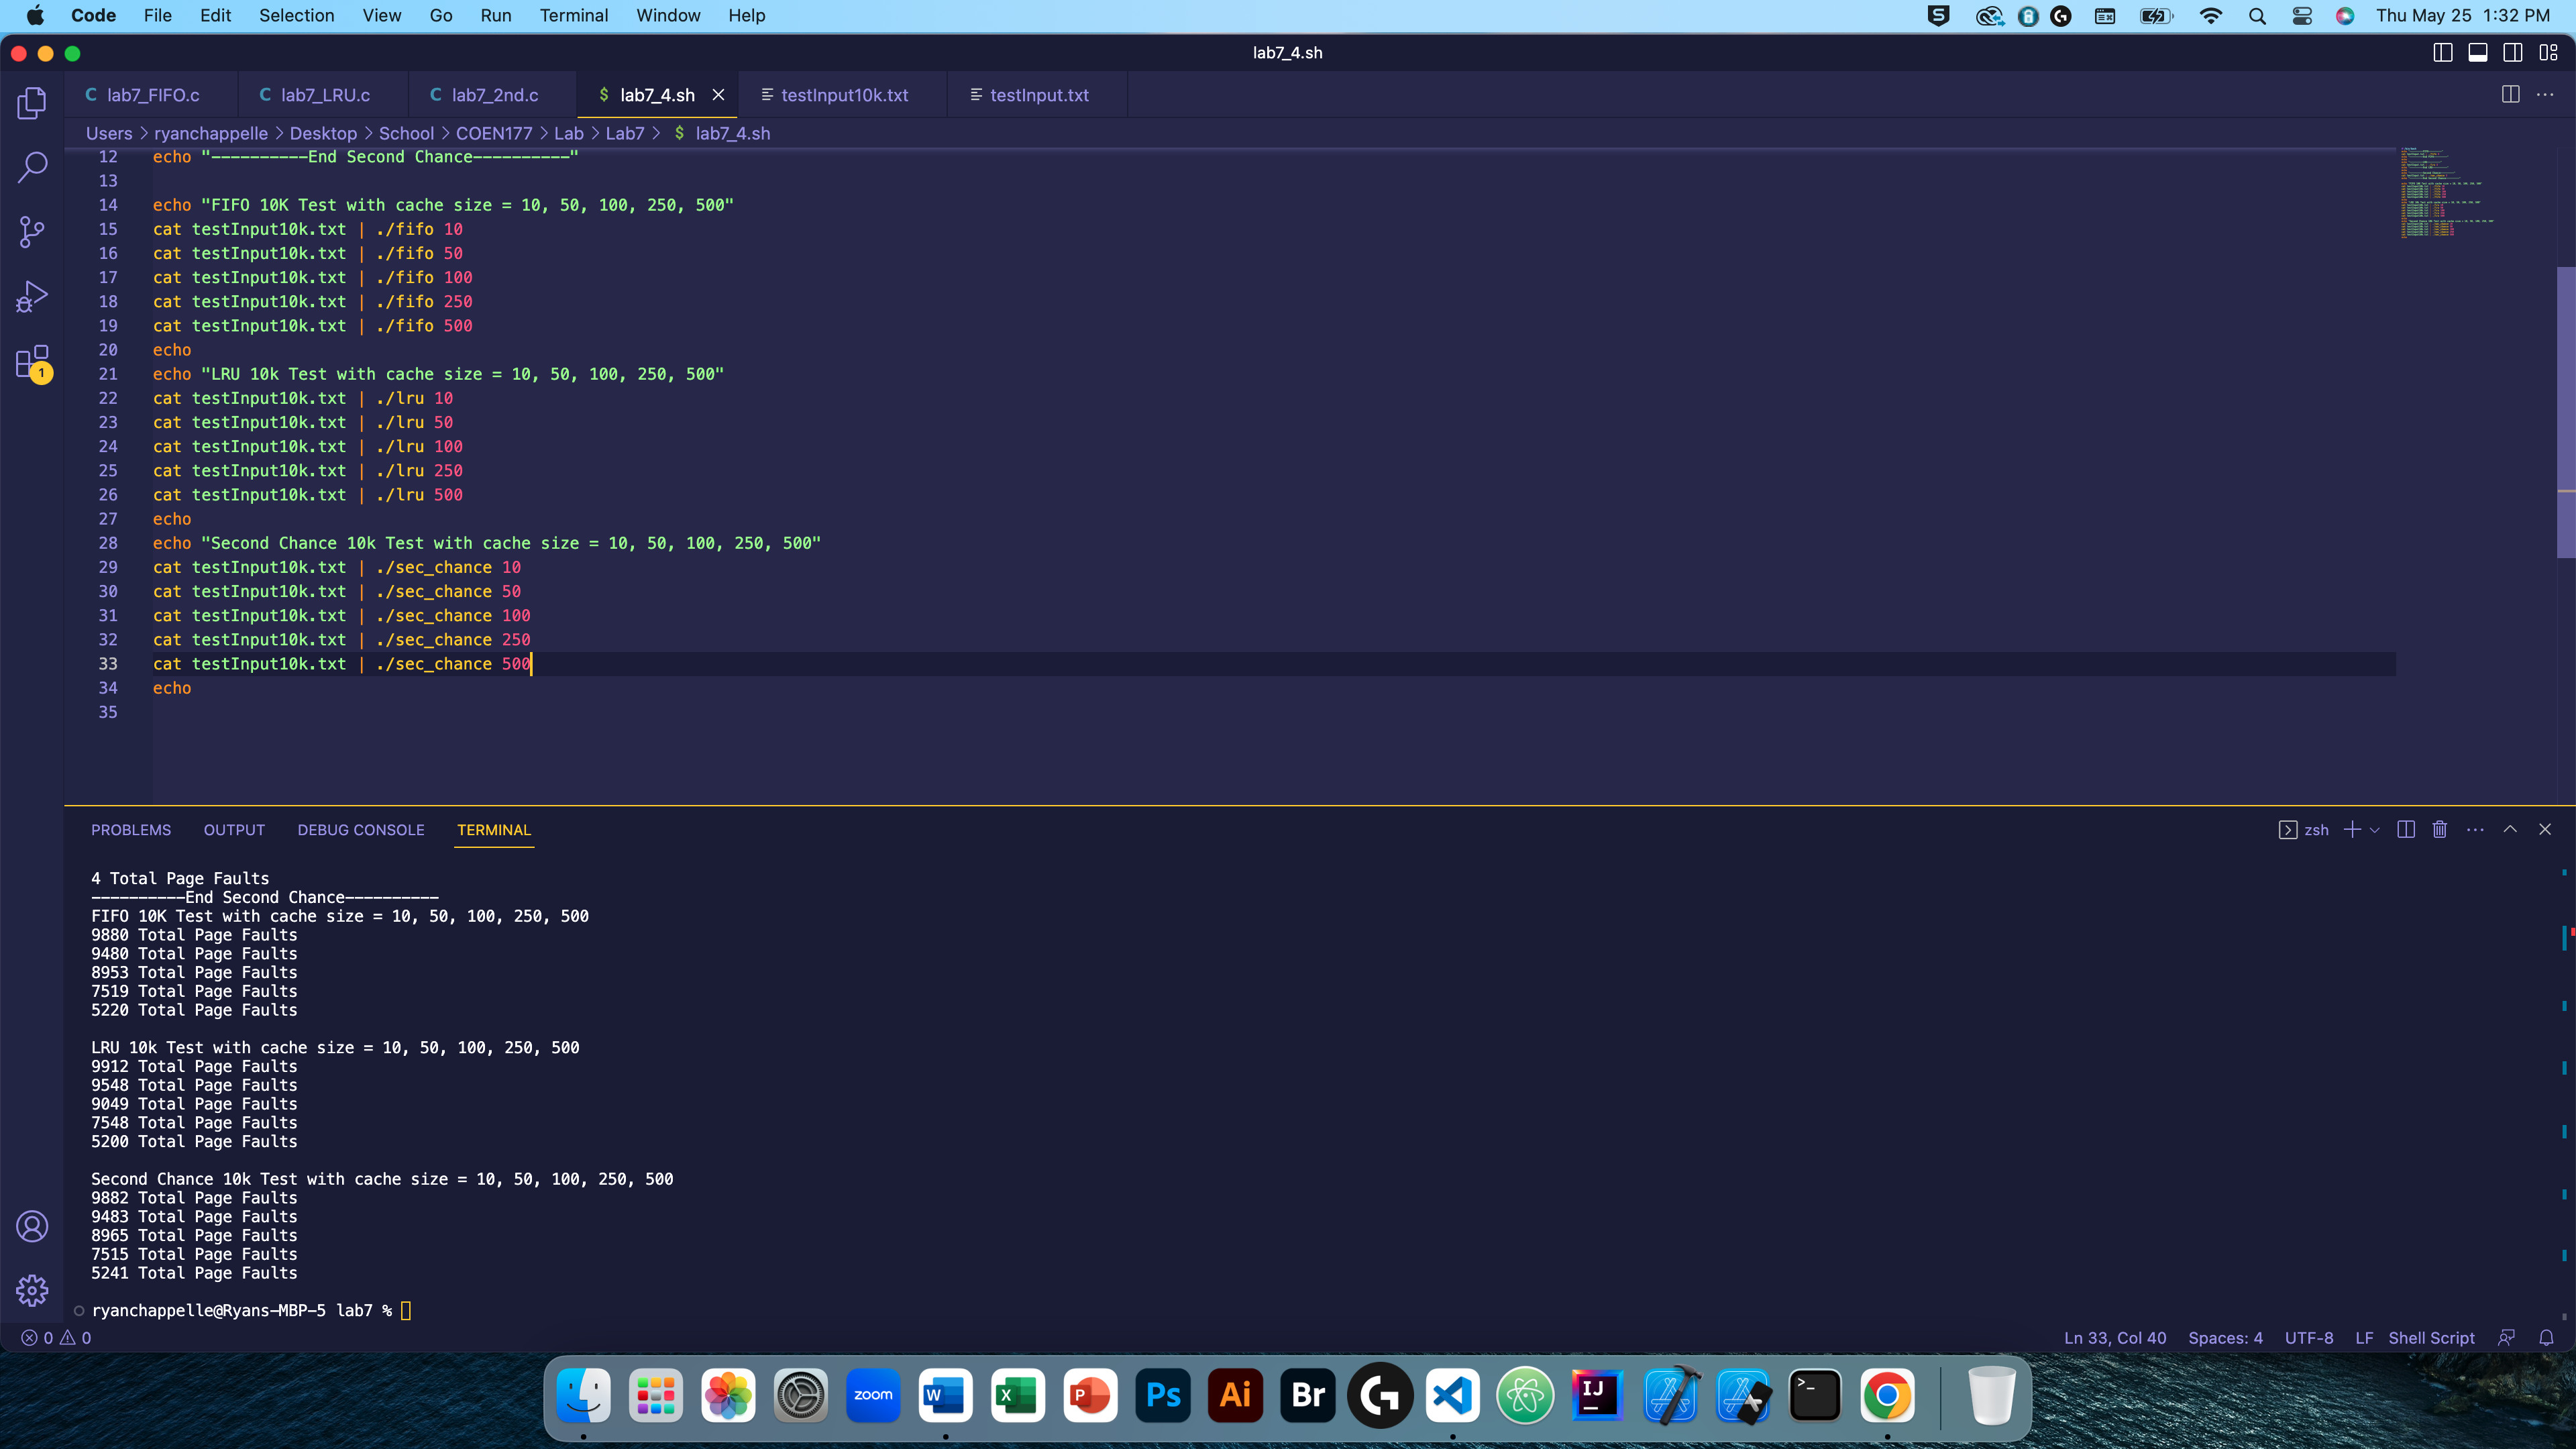 Code File Edit Selection View Go Run Terminal Window Help Thu May 25 1:32 PM
lab7_4.sh
C lab7_FIFO.c C lab7_LRU.c C lab7_2nd.c $ lab7_4.sh testInput10k.txt testInput.txt
Users > ryanchappelle > Desktop > School > COEN177 > Lab > Lab7 > $ lab7_4.sh
12 echo "----------End Second Chance----------"
13
14 echo "FIFO 10K Test with cache size = 10, 50, 100, 250, 500"
15 cat testInput10k.txt | ./fifo 10
16 cat testInput10k.txt | ./fifo 50
17 cat testInput10k.txt | ./fifo 100
18 cat testInput10k.txt | ./fifo 250
19 cat testInput10k.txt | ./fifo 500
20 echo
21 echo "LRU 10k Test with cache size = 10, 50, 100, 250, 500"
22 cat testInput10k.txt | ./lru 10
23 cat testInput10k.txt | ./lru 50
24 cat testInput10k.txt | ./lru 100
25 cat testInput10k.txt | ./lru 250
26 cat testInput10k.txt | ./lru 500
27 echo
28 echo "Second Chance 10k Test with cache size = 10, 50, 100, 250, 500"
29 cat testInput10k.txt | ./sec_chance 10
30 cat testInput10k.txt | ./sec_chance 50
31 cat testInput10k.txt | ./sec_chance 100
32 cat testInput10k.txt | ./sec_chance 250
33 cat testInput10k.txt | ./sec_chance 500
34 echo
35
1
PROBLEMS OUTPUT DEBUG CONSOLE TERMINAL zsh
4 Total Page Faults
----------End Second Chance----------
FIFO 10K Test with cache size = 10, 50, 100, 250, 500
9880 Total Page Faults
9480 Total Page Faults
8953 Total Page Faults
7519 Total Page Faults
5220 Total Page Faults
LRU 10k Test with cache size = 10, 50, 100, 250, 500
9912 Total Page Faults
9548 Total Page Faults
9049 Total Page Faults
7548 Total Page Faults
5200 Total Page Faults
Second Chance 10k Test with cache size = 10, 50, 100, 250, 500
9882 Total Page Faults
9483 Total Page Faults
8965 Total Page Faults
7515 Total Page Faults
5241 Total Page Faults
ryanchappelle@Ryans-MBP-5 lab7 %
0 0 Ln 33, Col 40 Spaces: 4 UTF-8 LF Shell Script
zoom W X P Ps Ai Br G IJ >_